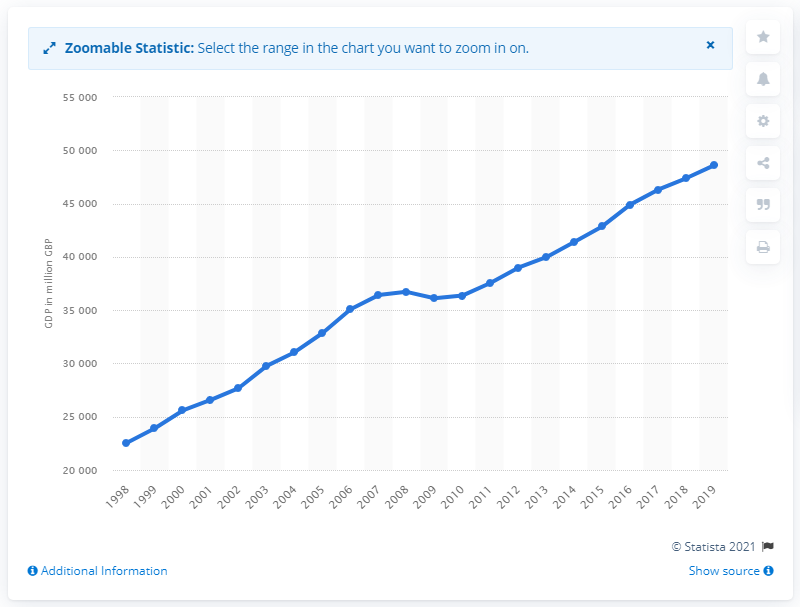 Zoomable Statistic: Select the range in the chart you want to zoom in on.
55 000
50 000
45 000
40 000
35 000
30 000
25 000
20 000
GDP in million GBP
1998 1999 2000 2001 2002 2003 2004 2005 2006 2007 2008 2009 2010 2011 2012 2013 2014 2015 2016 2017 2018 2019
© Statista 2021
Additional Information
Show source